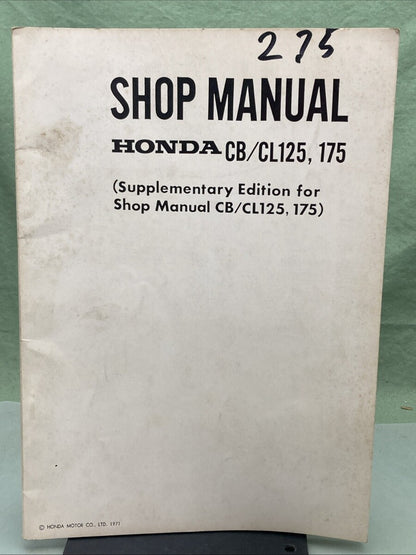 275
SHOP MANUAL
HONDA CB/CL125, 175
(Supplementary Edition for
Shop Manual CB/CL125, 175)
© HONDA MOTOR CO., LTD. 1971